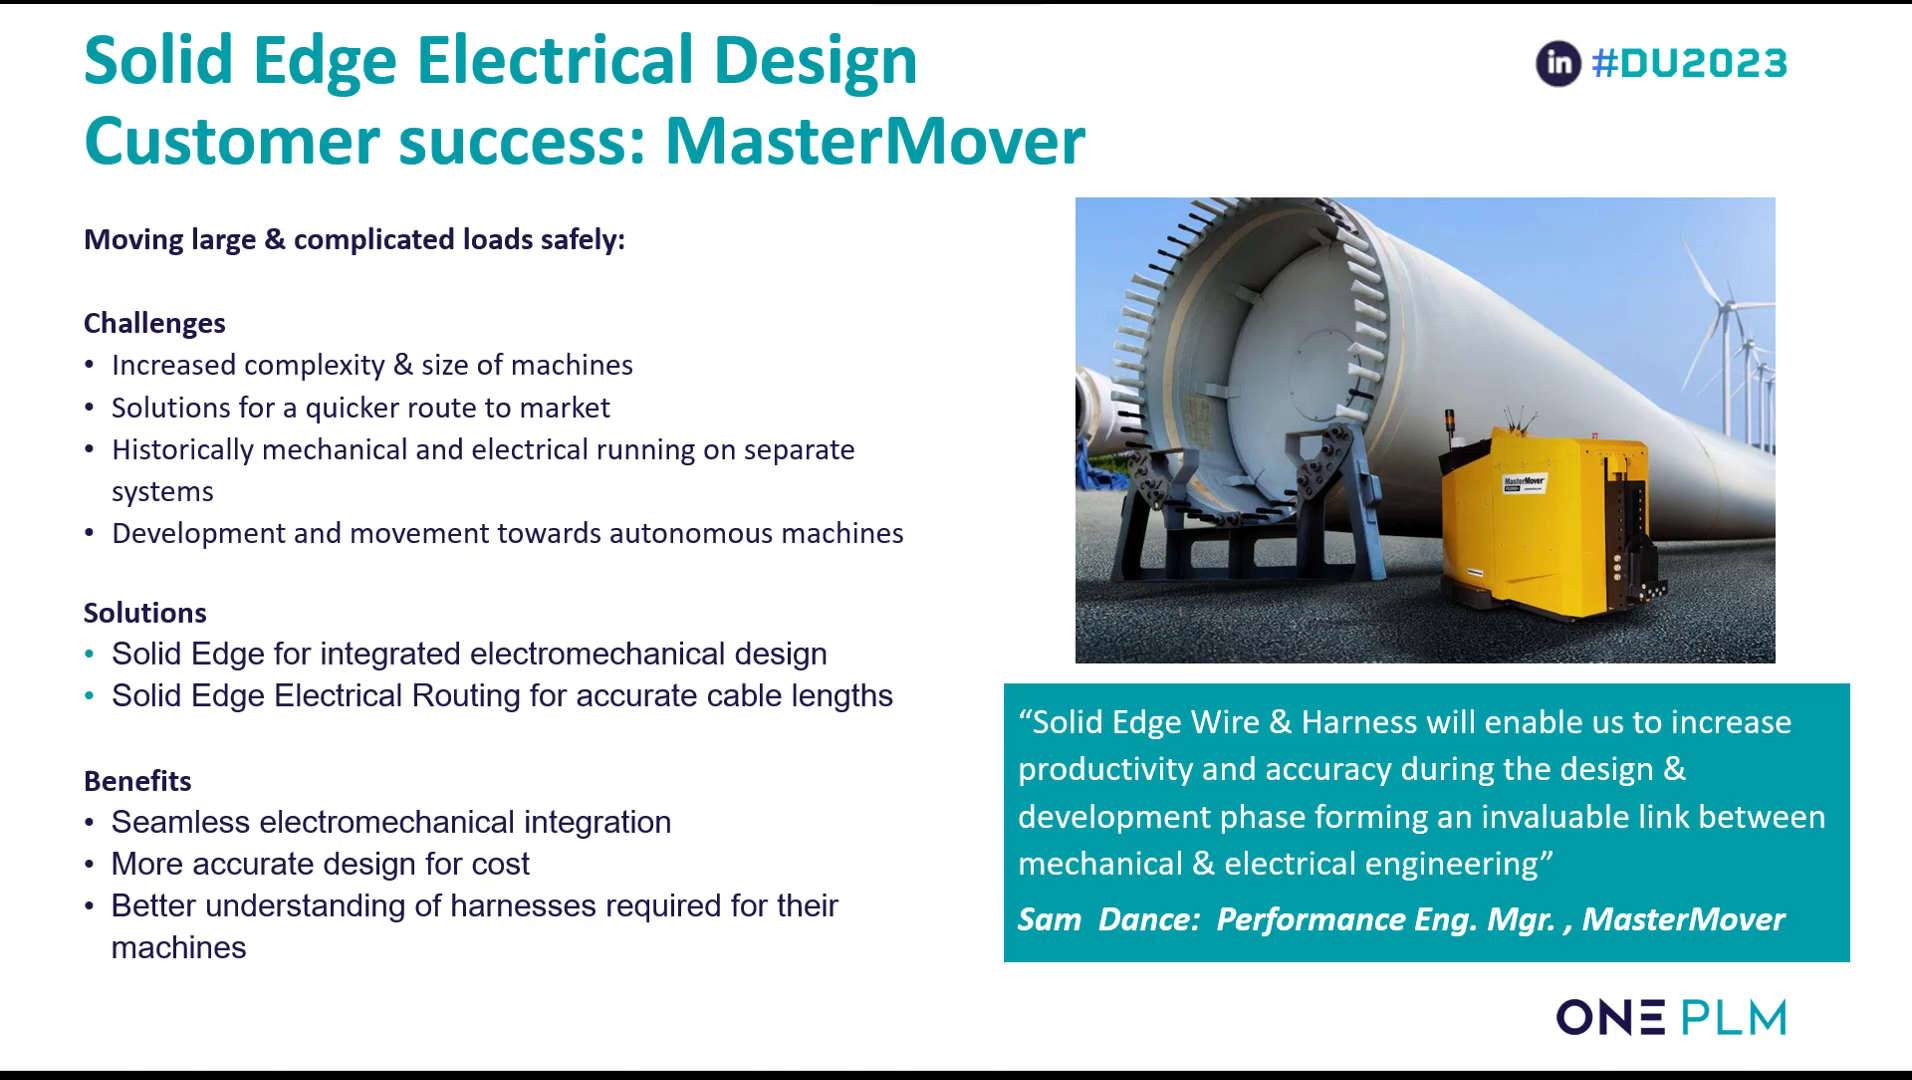 Solid Edge Electrical Design
Customer success: MasterMover
in #DU2023
Moving large & complicated loads safely:
Challenges
• Increased complexity & size of machines
• Solutions for a quicker route to market
• Historically mechanical and electrical running on separate
systems
• Development and movement towards autonomous machines
Solutions
• Solid Edge for integrated electromechanical design
• Solid Edge Electrical Routing for accurate cable lengths
Benefits
• Seamless electromechanical integration
• More accurate design for cost
• Better understanding of harnesses required for their
machines
MasterMover
“Solid Edge Wire & Harness will enable us to increase
productivity and accuracy during the design &
development phase forming an invaluable link between
mechanical & electrical engineering”
Sam Dance: Performance Eng. Mgr. , MasterMover
ONE PLM